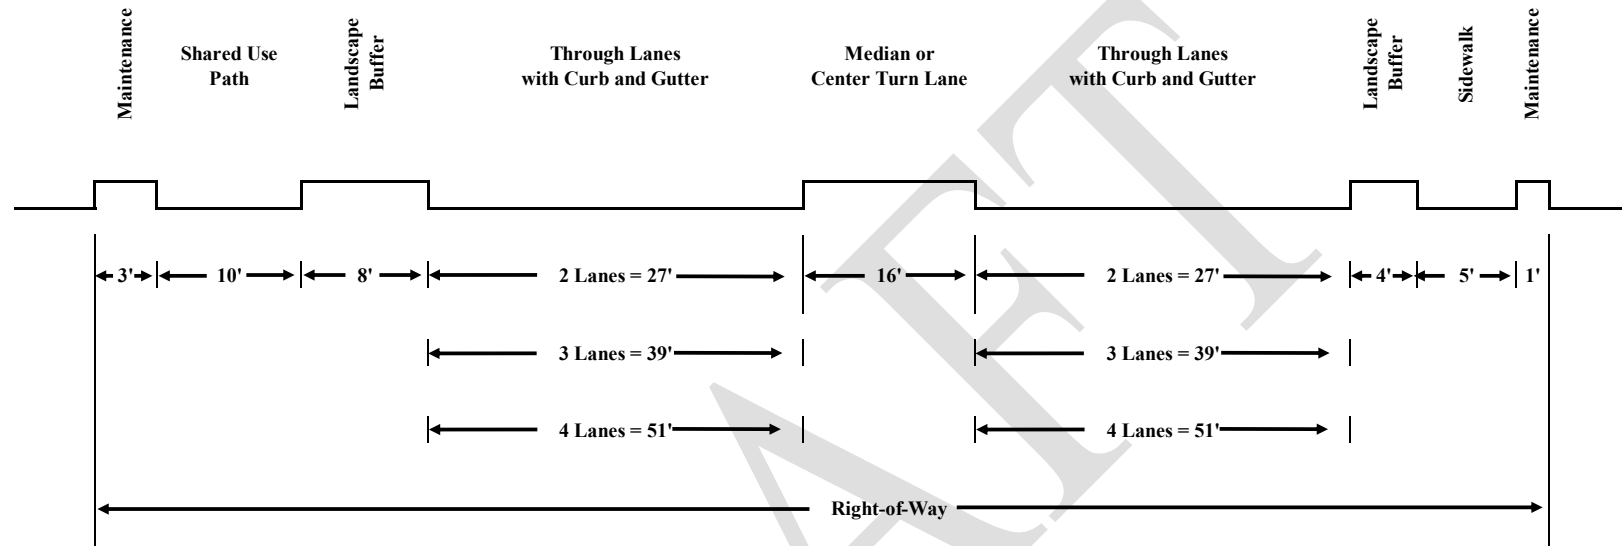 Maintenance
Shared Use
Path
Landscape
Buffer
Through Lanes
with Curb and Gutter
Median or
Center Turn Lane
Through Lanes
with Curb and Gutter
Landscape
Buffer
Sidewalk
Maintenance
3' 10' 8' 2 Lanes = 27' 16' 2 Lanes = 27' 4' 5' 1'
3 Lanes = 39' 3 Lanes = 39'
4 Lanes = 51' 4 Lanes = 51'
Right-of-Way
AFT